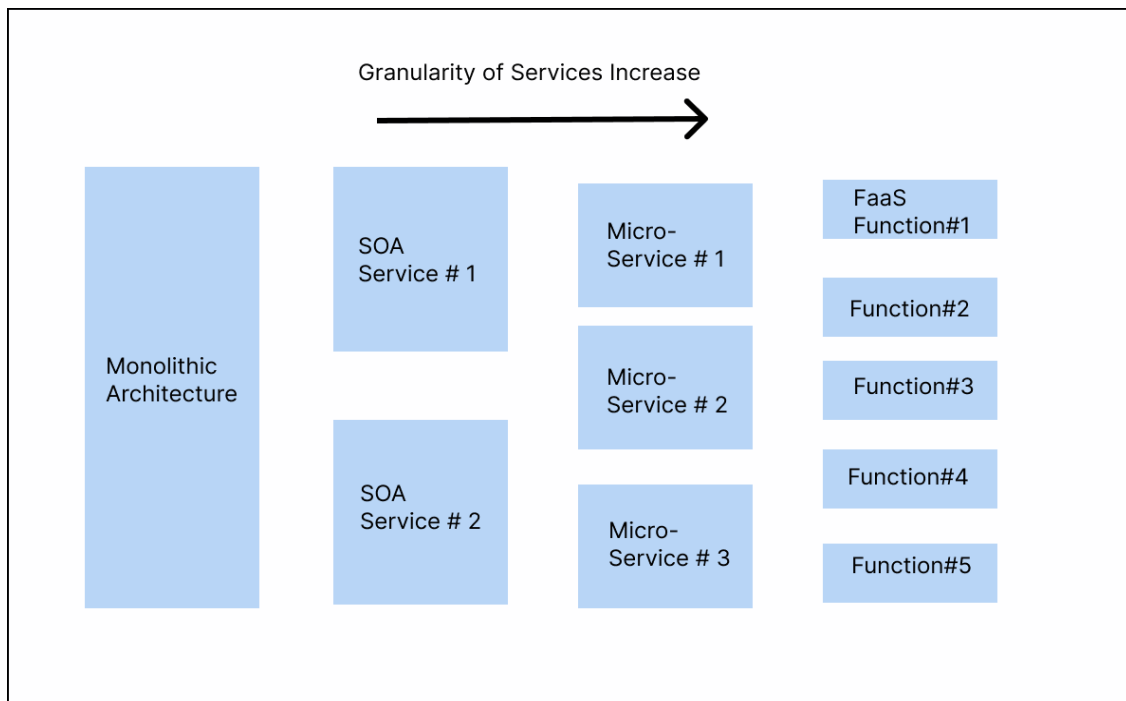 Granularity of Services Increase
Monolithic
Architecture
SOA
Service # 1
SOA
Service # 2
Micro-
Service # 1
Micro-
Service # 2
Micro-
Service # 3
FaaS
Function#1
Function#2
Function#3
Function#4
Function#5